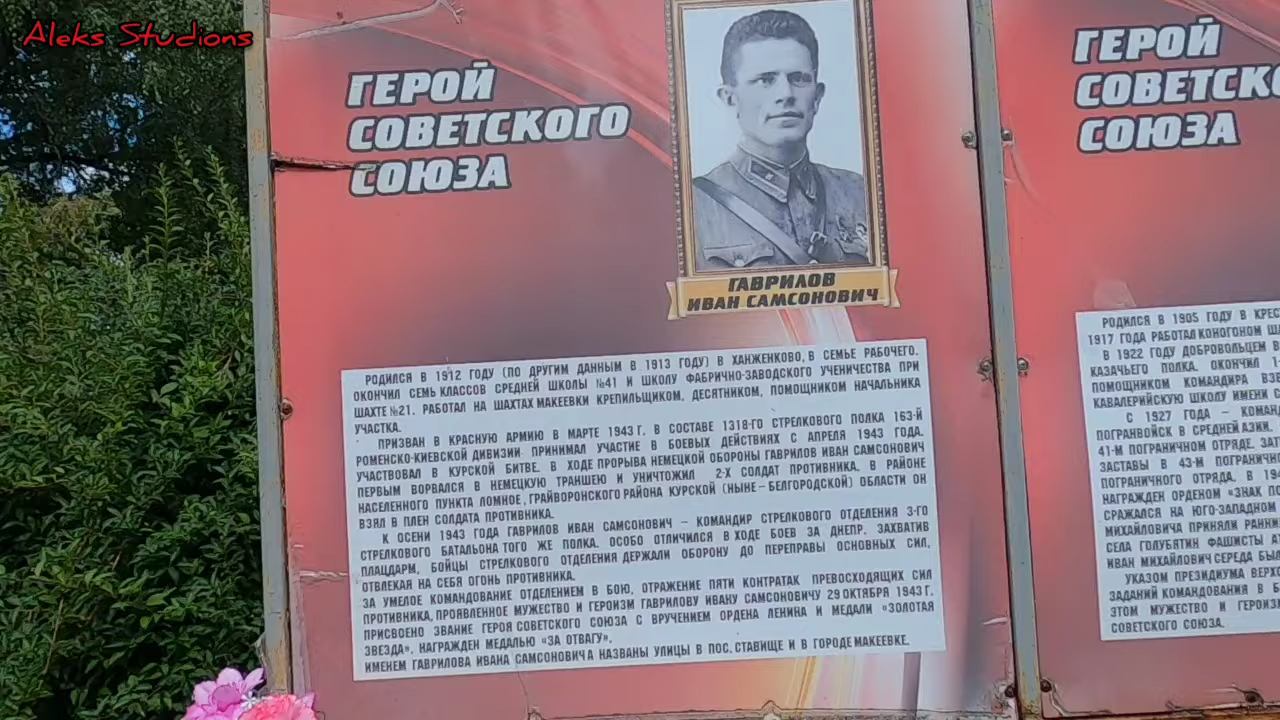 Aleks Studions
ГЕРОЙ
СОВЕТСКОГО
СОЮЗА
ГАВРИЛОВ
ИВАН САМСОНОВИЧ
РОДИЛСЯ В 1912 ГОДУ (ПО ДРУГИМ ДАННЫМ В 1913 ГОДУ) В ХАНЖЕНКОВО, В СЕМЬЕ РАБОЧЕГО.
ОКОНЧИЛ СЕМЬ КЛАССОВ СРЕДНЕЙ ШКОЛЫ №41 И ШКОЛУ ФАБРИЧНО-ЗАВОДСКОГО УЧЕНИЧЕСТВА ПРИ
ШАХТЕ №21. РАБОТАЛ НА ШАХТАХ МАКЕЕВКИ КРЕПИЛЬЩИКОМ, ДЕСЯТНИКОМ, ПОМОЩНИКОМ НАЧАЛЬНИКА
УЧАСТКА.
ПРИЗВАН В КРАСНУЮ АРМИЮ В МАРТЕ 1943 Г. В СОСТАВЕ 1318-ГО СТРЕЛКОВОГО ПОЛКА 163-Й
РОМЕНСКО-КИЕВСКОЙ ДИВИЗИИ ПРИНИМАЛ УЧАСТИЕ В БОЕВЫХ ДЕЙСТВИЯХ С АПРЕЛЯ 1943 ГОДА.
УЧАСТВОВАЛ В КУРСКОЙ БИТВЕ. В ХОДЕ ПРОРЫВА НЕМЕЦКОЙ ОБОРОНЫ ГАВРИЛОВ ИВАН САМСОНОВИЧ
ПЕРВЫМ ВОРВАЛСЯ В НЕМЕЦКУЮ ТРАНШЕЮ И УНИЧТОЖИЛ 2-Х СОЛДАТ ПРОТИВНИКА. В РАЙОНЕ
НАСЕЛЕННОГО ПУНКТА ЛОМНОЕ, ГРАЙВОРОНСКОГО РАЙОНА КУРСКОЙ (НЫНЕ – БЕЛГОРОДСКОЙ) ОБЛАСТИ ОН
ВЗЯЛ В ПЛЕН СОЛДАТА ПРОТИВНИКА.
К ОСЕНИ 1943 ГОДА ГАВРИЛОВ ИВАН САМСОНОВИЧ – КОМАНДИР СТРЕЛКОВОГО ОТДЕЛЕНИЯ 3-ГО
СТРЕЛКОВОГО БАТАЛЬОНА ТОГО ЖЕ ПОЛКА. ОСОБО ОТЛИЧИЛСЯ В ХОДЕ БОЕВ ЗА ДНЕПР. ЗАХВАТИВ
ПЛАЦДАРМ, БОЙЦЫ СТРЕЛКОВОГО ОТДЕЛЕНИЯ ДЕРЖАЛИ ОБОРОНУ ДО ПЕРЕПРАВЫ ОСНОВНЫХ СИЛ,
ОТВЛЕКАЯ НА СЕБЯ ОГОНЬ ПРОТИВНИКА.
ЗА УМЕЛОЕ КОМАНДОВАНИЕ ОТДЕЛЕНИЕМ В БОЮ, ОТРАЖЕНИЕ ПЯТИ КОНТРАТАК ПРЕВОСХОДЯЩИХ СИЛ
ПРОТИВНИКА, ПРОЯВЛЕННОЕ МУЖЕСТВО И ГЕРОИЗМ ГАВРИЛОВУ ИВАНУ САМСОНОВИЧУ 29 ОКТЯБРЯ 1943 Г.
ПРИСВОЕНО ЗВАНИЕ ГЕРОЯ СОВЕТСКОГО СОЮЗА С ВРУЧЕНИЕМ ОРДЕНА ЛЕНИНА И МЕДАЛИ «ЗОЛОТАЯ
ЗВЕЗДА». НАГРАЖДЕН МЕДАЛЬЮ «ЗА ОТВАГУ».
ИМЕНЕМ ГАВРИЛОВА ИВАНА САМСОНОВИЧА НАЗВАНЫ УЛИЦЫ В ПОС. СТАВИЩЕ И В ГОРОДЕ МАКЕЕВКЕ.
ГЕРОЙ
СОВЕТСКО
СОЮЗА
РОДИЛСЯ В 1905 ГОДУ В КРЕС
1917 ГОДА РАБОТАЛ КОНОГОНОМ Ш
В 1922 ГОДУ ДОБРОВОЛЬЦЕМ В
КАЗАЧЬЕГО ПОЛКА. ОКОНЧИЛ 1
ПОМОЩНИКОМ КОМАНДИРА ВЗВ
КАВАЛЕРИЙСКУЮ ШКОЛУ ИМЕНИ С
С 1927 ГОДА – КОМАН
ПОГРАНВОЙСК В СРЕДНЕЙ АЗИИ.
41-М ПОГРАНИЧНОМ ОТРЯДЕ. ЗАТ
ЗАСТАВЫ В 43-М ПОГРАНИЧНО
ПОГРАНИЧНОГО ОТРЯДА. В 19
НАГРАЖДЕН ОРДЕНОМ «ЗНАК ПО
СРАЖАЛСЯ НА ЮГО-ЗАПАДНОМ
МИХАЙЛОВИЧА ПРИНЯЛИ РАНН
СЕЛА ГОЛУБЯТИН ФАШИСТЫ АТ
ИВАН МИХАЙЛОВИЧ СЕРЕДА БЫЛ
УКАЗОМ ПРЕЗИДИУМА ВЕРХО
ЗАДАНИЙ КОМАНДОВАНИЯ В Б
ЭТОМ МУЖЕСТВО И ГЕРОИЗ
СОВЕТСКОГО СОЮЗА.